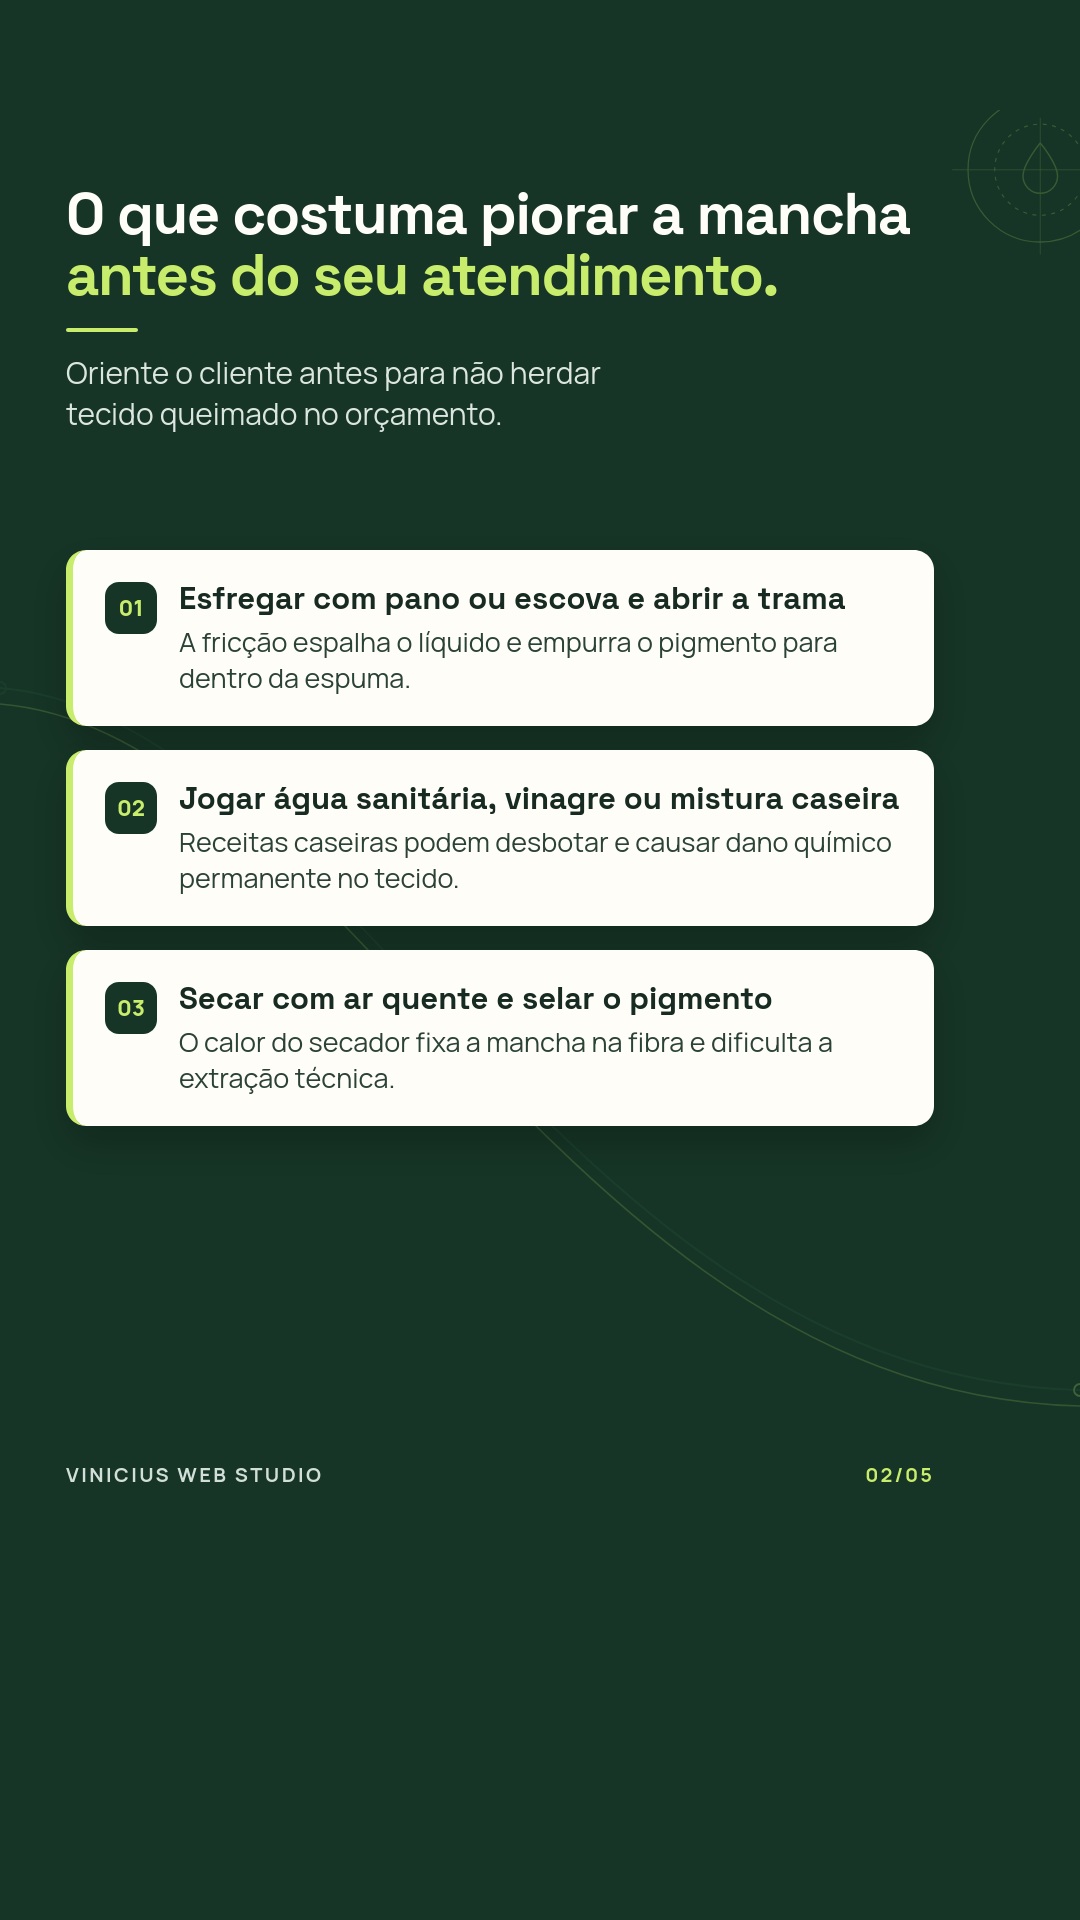 O que costuma piorar a mancha
antes do seu atendimento.
Oriente o cliente antes para não herdar
tecido queimado no orçamento.
01
Esfregar com pano ou escova e abrir a trama
A fricção espalha o líquido e empurra o pigmento para
dentro da espuma.
02
Jogar água sanitária, vinagre ou mistura caseira
Receitas caseiras podem desbotar e causar dano químico
permanente no tecido.
03
Secar com ar quente e selar o pigmento
O calor do secador fixa a mancha na fibra e dificulta a
extração técnica.
VINICIUS WEB STUDIO
02/05